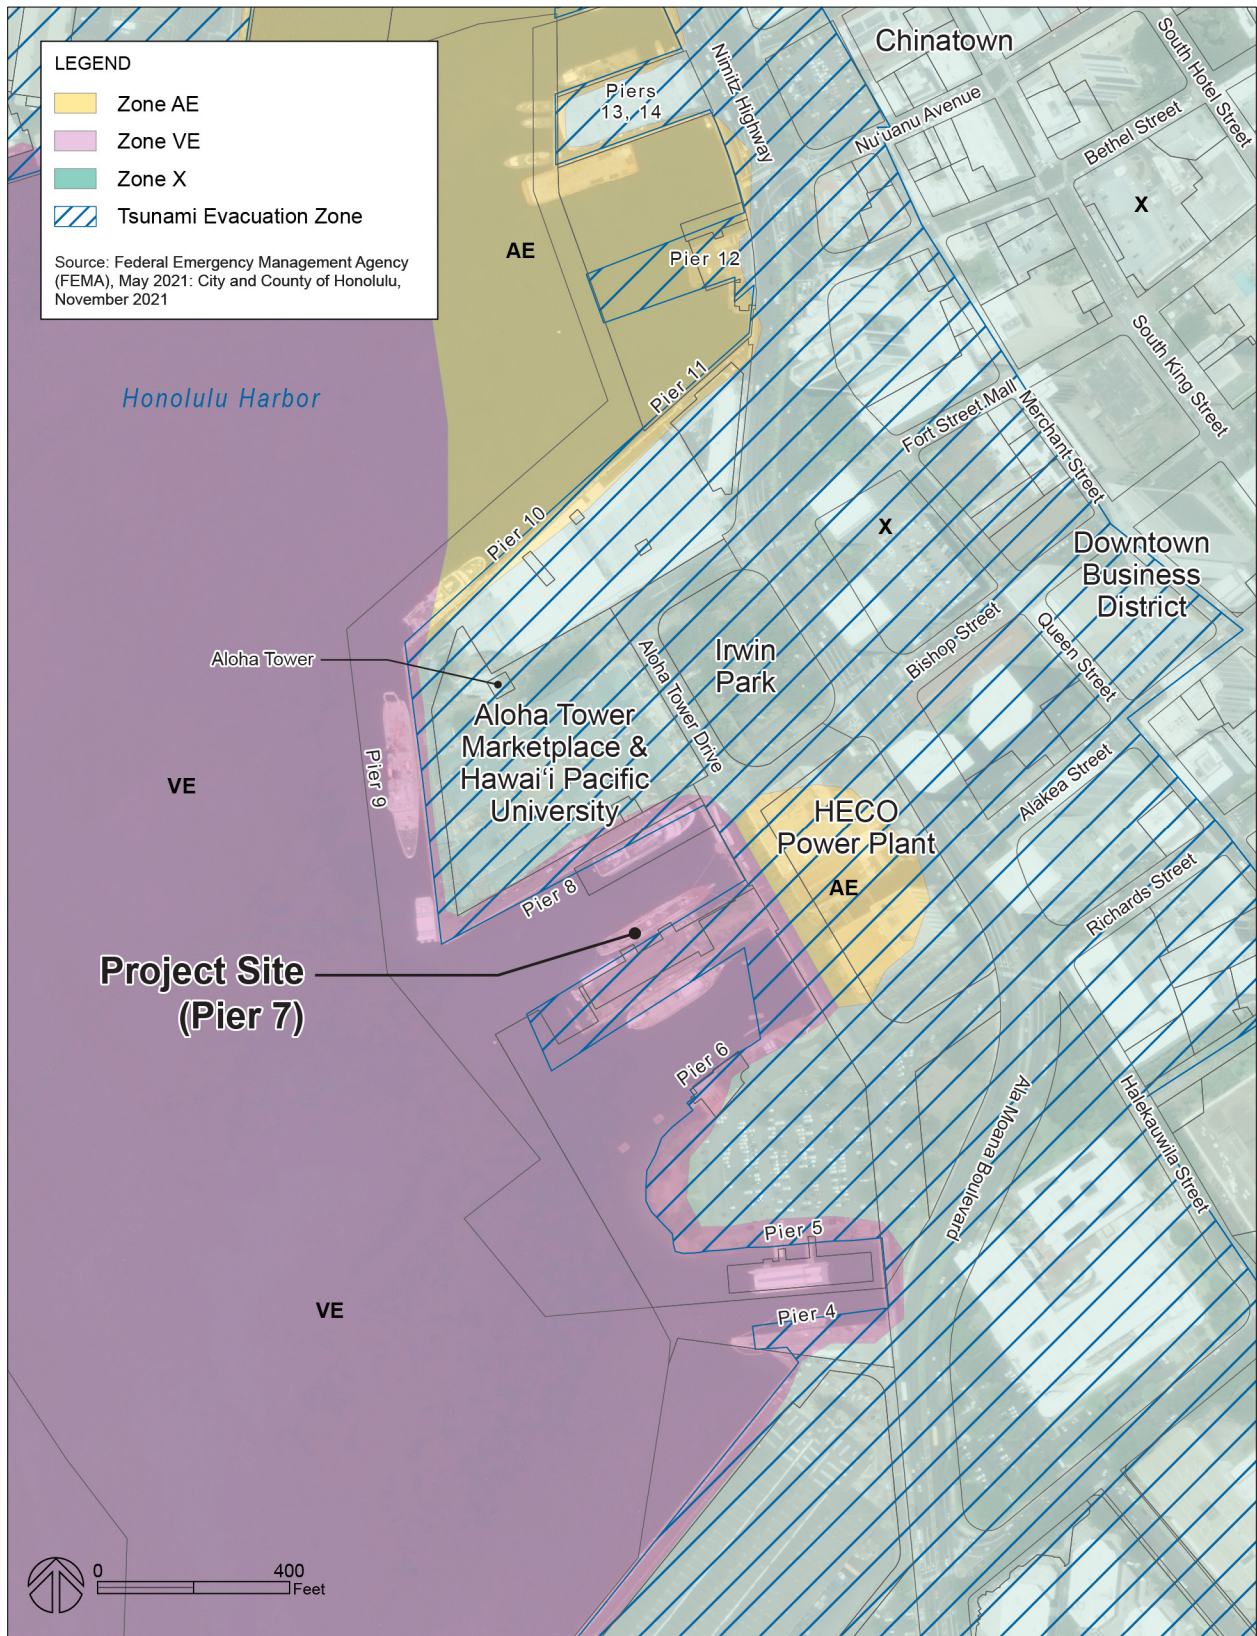 LEGEND
Zone AE
Zone VE
Zone X
Tsunami Evacuation Zone
Source: Federal Emergency Management Agency
(FEMA), May 2021: City and County of Honolulu,
November 2021
Chinatown
South Hotel Street
Nimitz Highway
Piers
13, 14
Nuʻuanu Avenue
Bethel Street
X
AE
Pier 12
South King Street
Honolulu Harbor
Pier 11
Fort Street Mall
Merchant Street
Pier 10
X
Downtown
Business
District
Aloha Tower
Aloha Tower Drive
Irwin
Park
Bishop Street
Queen Street
Aloha Tower
Marketplace &
Hawaiʻi Pacific
University
Pier 9
VE
Alakea Street
HECO
Power Plant
AE
Richards Street
Pier 8
Project Site
(Pier 7)
Pier 6
Ala Moana Boulevard
Halekauwila Street
Pier 5
Pier 4
VE
0
400
Feet